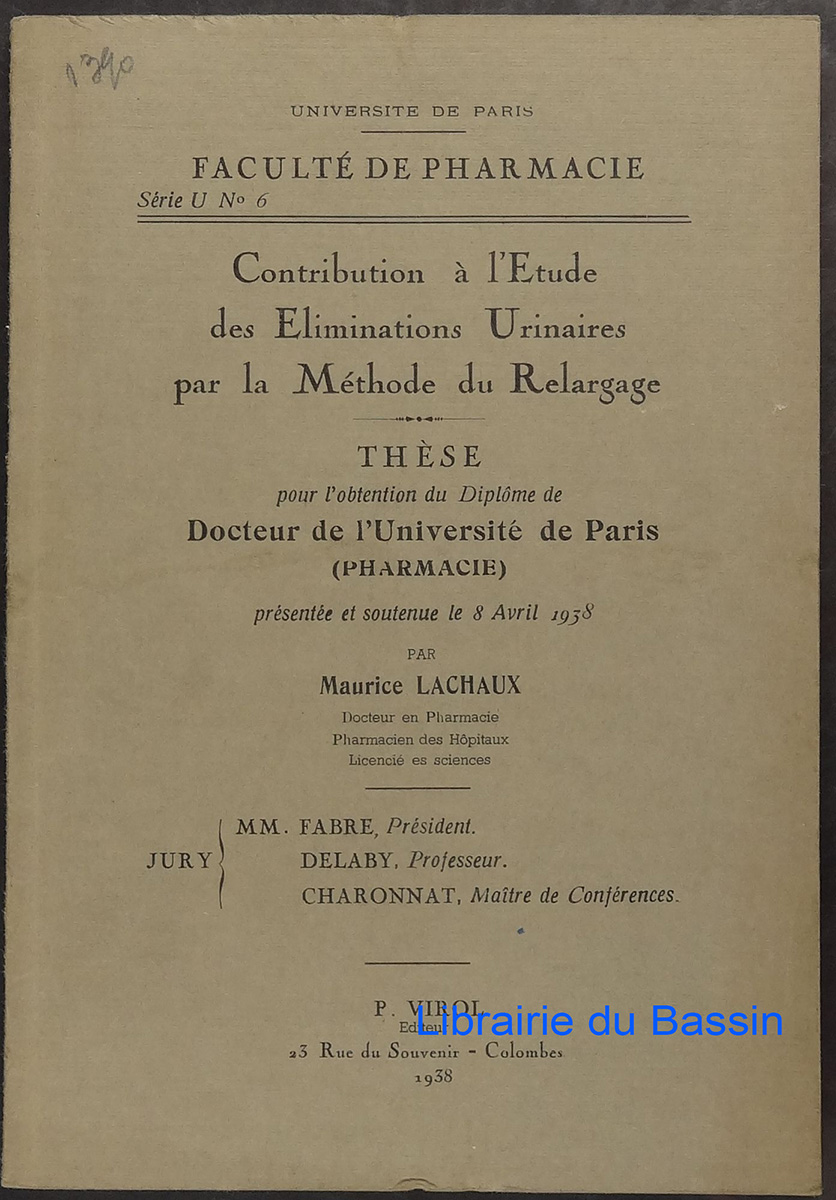 1390
UNIVERSITE DE PARIS
FACULTÉ DE PHARMACIE
Série U No 6
Contribution à l'Etude
des Eliminations Urinaires
par la Méthode du Relargage
THÈSE
pour l'obtention du Diplôme de
Docteur de l'Université de Paris
(PHARMACIE)
présentée et soutenue le 8 Avril 1938
PAR
Maurice LACHAUX
Docteur en Pharmacie
Pharmacien des Hôpitaux
Licencié es sciences
MM. FABRE, Président.
JURY DELABY, Professeur.
CHARONNAT, Maître de Conférences.
P. VIROL
Librairie du Bassin
Editeur
23 Rue du Souvenir - Colombes
1938